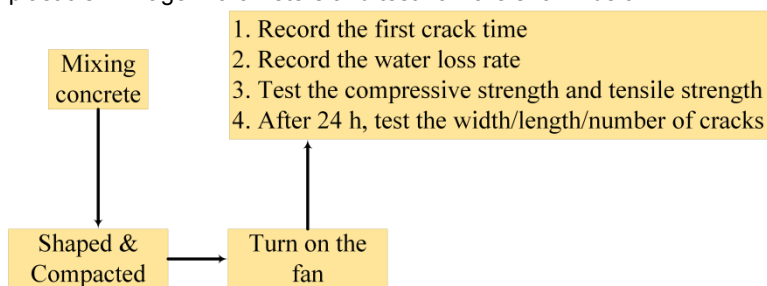 1. Record the first crack time
2. Record the water loss rate
3. Test the compressive strength and tensile strength
4. After 24 h, test the width/length/number of cracks
Mixing
concrete
Shaped &
Compacted
Turn on the
fan